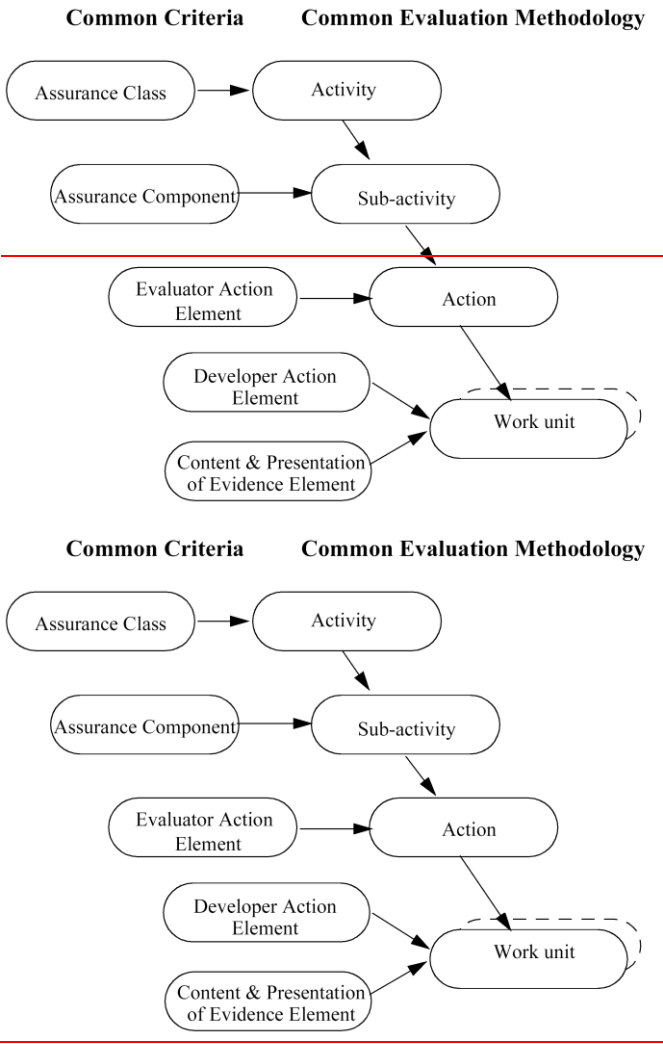 Common Criteria Common Evaluation Methodology
Assurance Class Activity
Assurance Component Sub-activity
Evaluator Action
Element
Action
Developer Action
Element
Work unit
Content & Presentation
of Evidence Element
Common Criteria Common Evaluation Methodology
Assurance Class Activity
Assurance Component Sub-activity
Evaluator Action
Element
Action
Developer Action
Element
Work unit
Content & Presentation
of Evidence Element